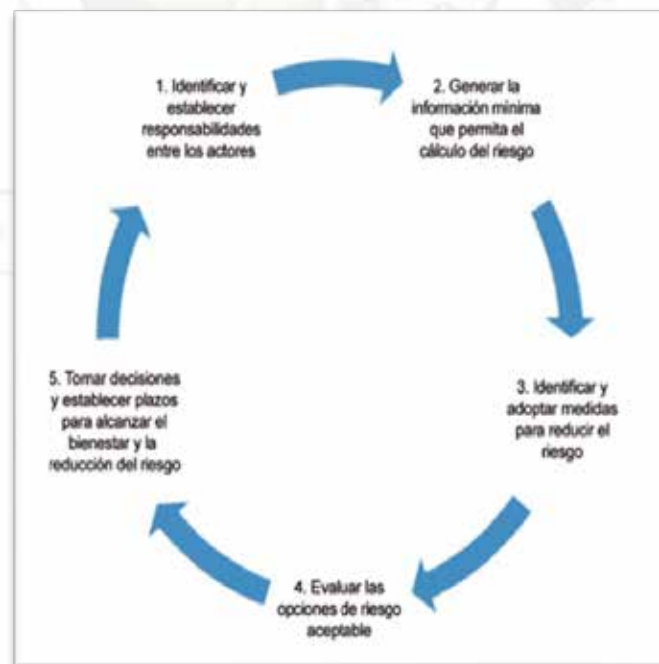 1. Identificar y
establecer
responsabilidades
entre los actores
2. Generar la
información mínima
que permita el
cálculo del riesgo
3. Identificar y
adoptar medidas
para reducir el
riesgo
4. Evaluar las
opciones de riesgo
aceptable
5. Tomar decisiones
y establecer plazos
para alcanzar el
bienestar y la
reducción del riesgo